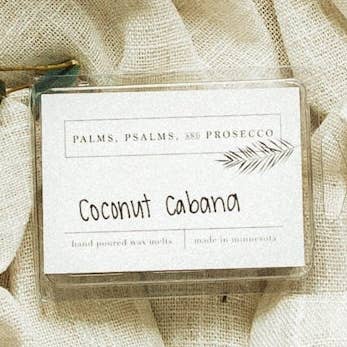 PALMS, PSALMS, AND PROSECCO
Coconut Cabana
hand poured wax melts made in minnesota